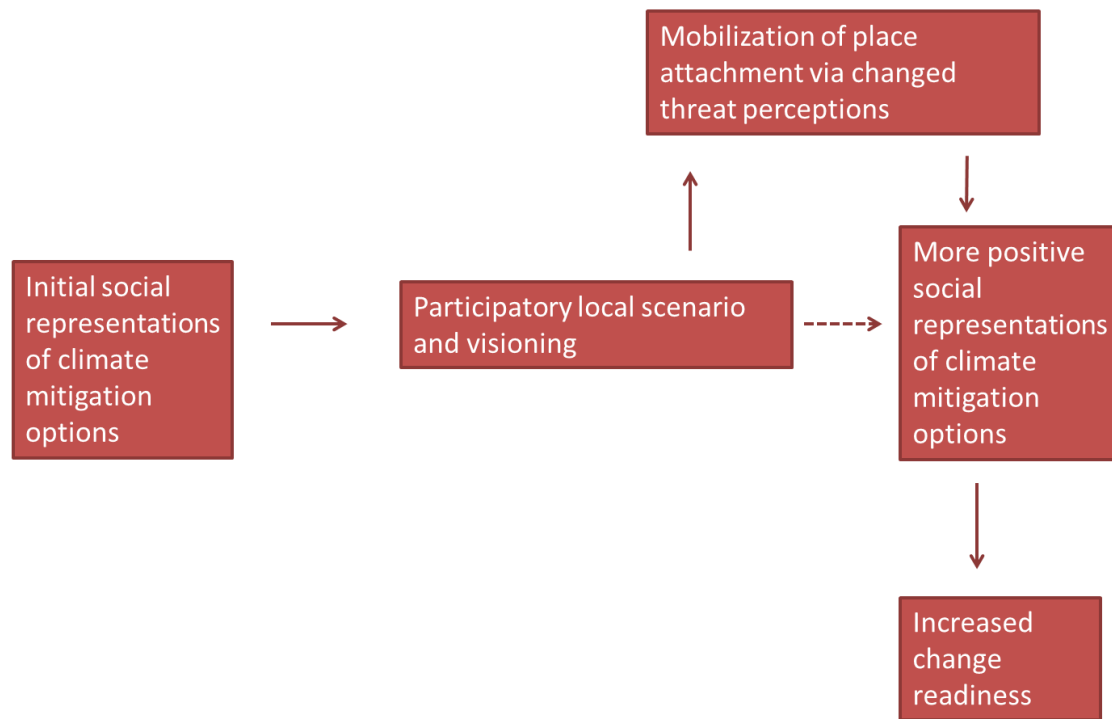 Mobilization of place
attachment via changed
threat perceptions
Initial social
representations
of climate
mitigation
options
Participatory local scenario
and visioning
More positive
social
representations
of climate
mitigation
options
Increased
change
readiness